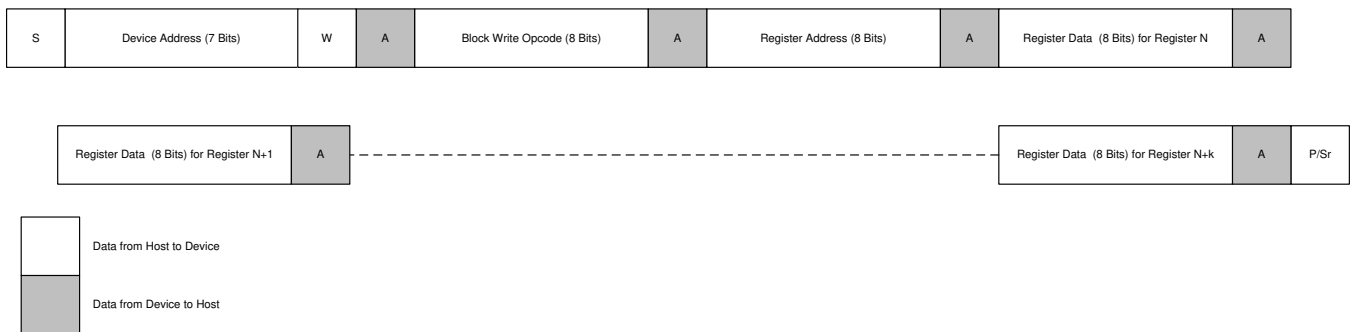 S Device Address (7 Bits) W A Block Write Opcode (8 Bits) A Register Address (8 Bits) A Register Data (8 Bits) for Register N A
Register Data (8 Bits) for Register N+1 A Register Data (8 Bits) for Register N+k A P/Sr
Data from Host to Device
Data from Device to Host